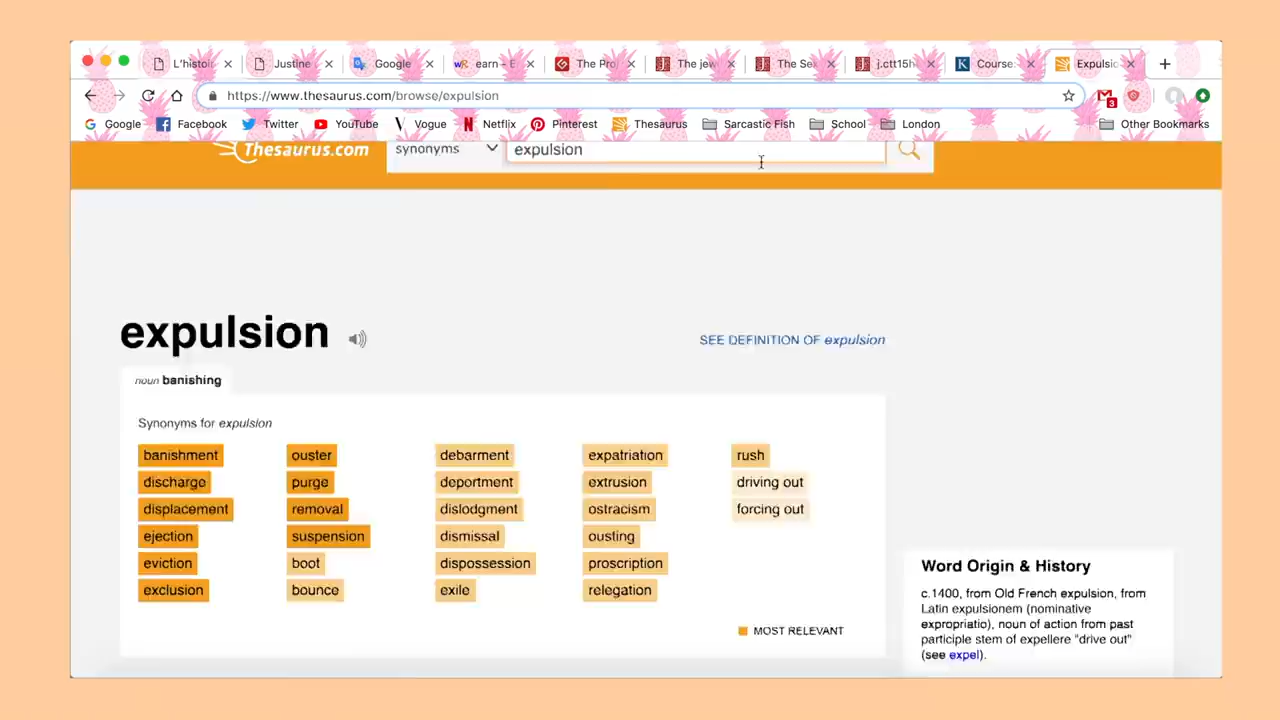 L'histoir Justine Google earn - E The Pro The je The Se j.ctt15h Course: Expulsio
https://www.thesaurus.com/browse/expulsion
3
Google Facebook Twitter YouTube Vogue Netflix Pinterest Thesaurus Sarcastic Fish School London Other Bookmarks
Thesaurus.com synonyms expulsion
expulsion
SEE DEFINITION OF expulsion
noun banishing
Synonyms for expulsion
banishment ouster debarment expatriation rush
discharge purge deportment extrusion driving out
displacement removal dislodgment ostracism forcing out
ejection suspension dismissal ousting
eviction boot dispossession proscription
exclusion bounce exile relegation
MOST RELEVANT
Word Origin & History
c.1400, from Old French expulsion, from
Latin expulsionem (nominative
expropriatio), noun of action from past
participle stem of expellere "drive out"
(see expel).